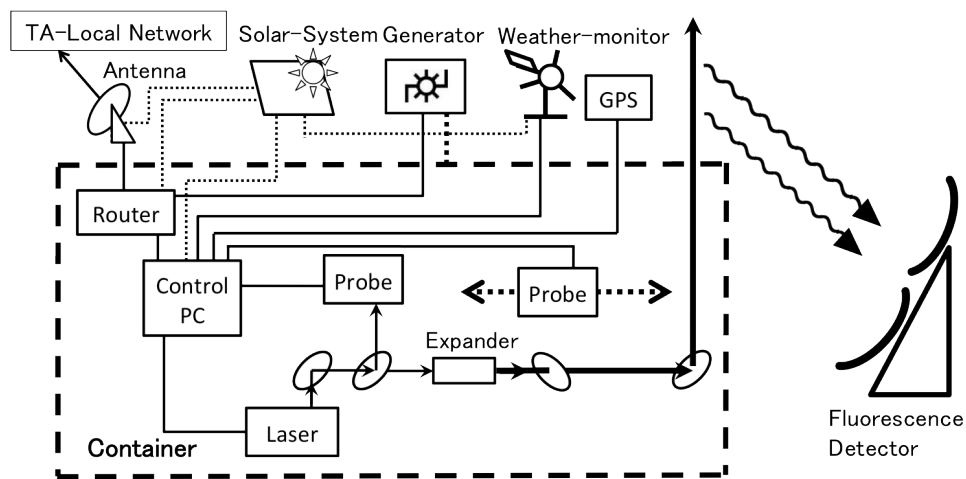 TA-Local Network
Solar-System
Generator
Weather-monitor
Antenna
GPS
Router
Control
PC
Probe
Probe
Expander
Laser
Container
Fluorescence
Detector